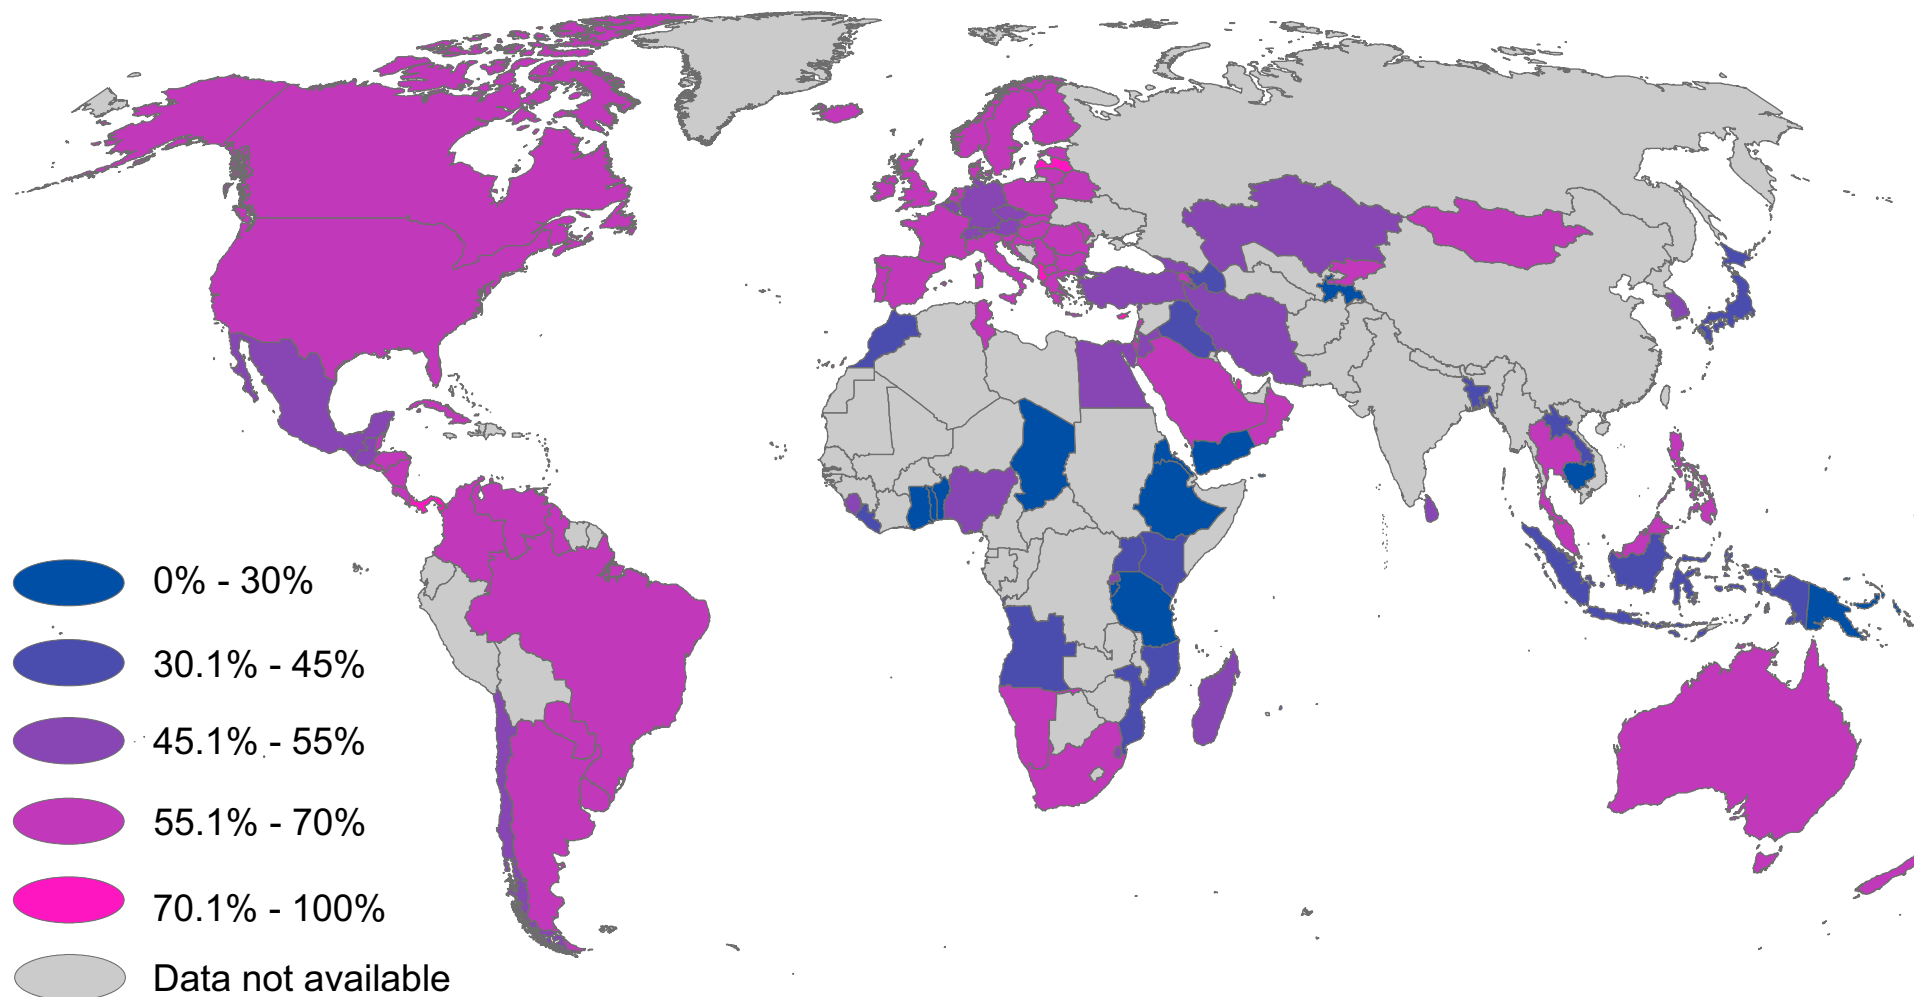 0% - 30%
30.1% - 45%
45.1% - 55%
55.1% - 70%
70.1% - 100%
Data not available